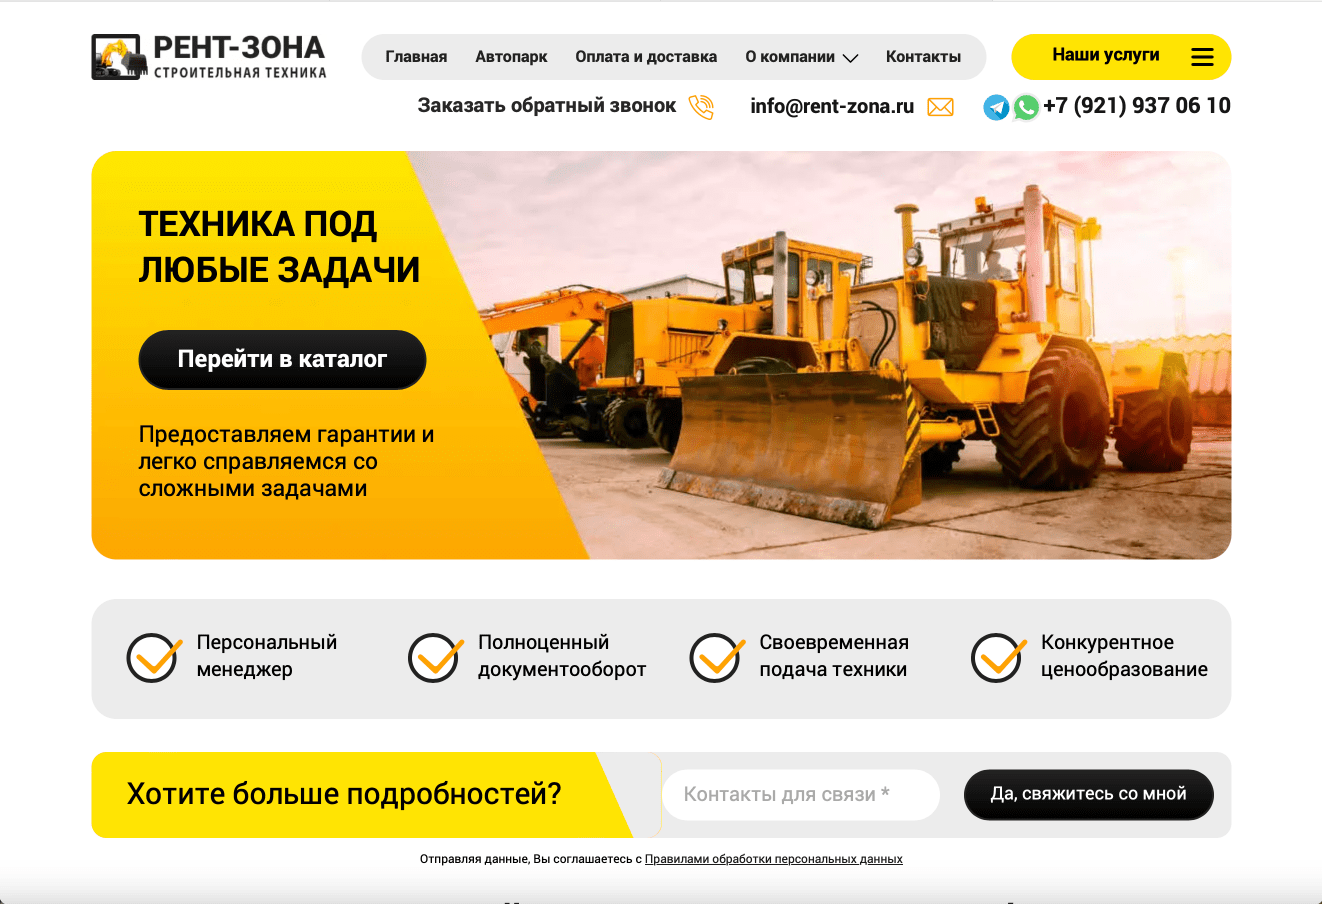 РЕНТ-ЗОНА
СТРОИТЕЛЬНАЯ ТЕХНИКА
Главная Автопарк Оплата и доставка О компании Контакты
Наши услуги
Заказать обратный звонок info@rent-zona.ru +7 (921) 937 06 10
ТЕХНИКА ПОД
ЛЮБЫЕ ЗАДАЧИ
Перейти в каталог
Предоставляем гарантии и
легко справляемся со
сложными задачами
Персональный
менеджер
Полноценный
документооборот
Своевременная
подача техники
Конкурентное
ценообразование
Хотите больше подробностей?
Контакты для связи *
Да, свяжитесь со мной
Отправляя данные, Вы соглашаетесь с Правилами обработки персональных данных